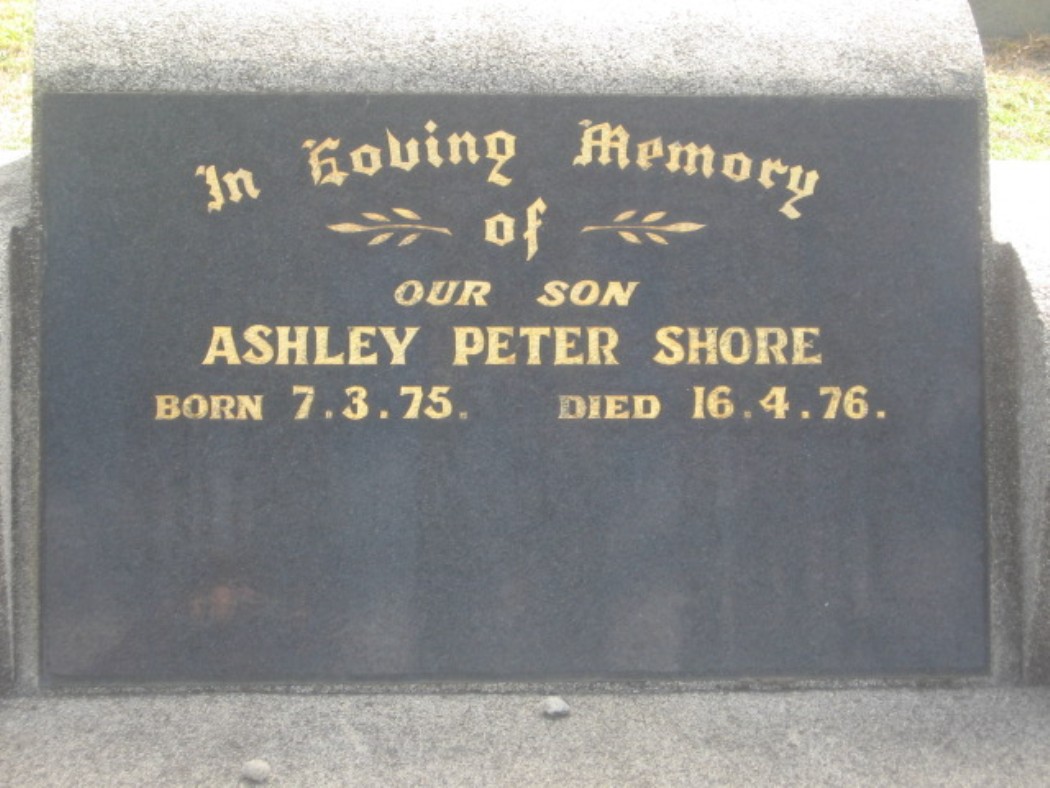 In Loving Memory
of
OUR SON
ASHLEY PETER SHORE
BORN 7.3.75. DIED 16.4.76.